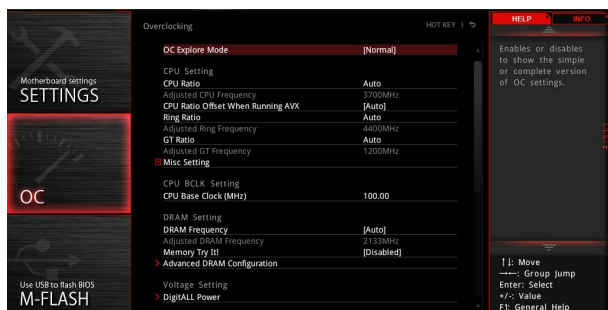 Overclocking
HOT KEY | ↶
HELP
INFO
Motherboard settings
SETTINGS
OC
Use USB to flash BIOS
M-FLASH
OC Explore Mode [Normal]
CPU Setting
CPU Ratio Auto
Adjusted CPU Frequency 3700MHz
CPU Ratio Offset When Running AVX [Auto]
Ring Ratio Auto
Adjusted Ring Frequency 4400MHz
GT Ratio Auto
Adjusted GT Frequency 1200MHz
Misc Setting
CPU BCLK Setting
CPU Base Clock (MHz) 100.00
DRAM Setting
DRAM Frequency [Auto]
Adjusted DRAM Frequency 2133MHz
Memory Try It! [Disabled]
Advanced DRAM Configuration
Voltage Setting
DigitALL Power
Enables or disables
to show the simple
or complete version
of OC settings.
↑↓: Move
→←: Group Jump
Enter: Select
+/-: Value
F1: General Help